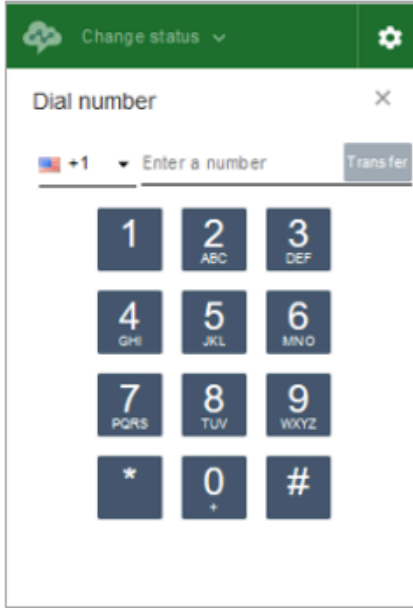 Change status
Dial number
+1 Enter a number Transfer
1 2 3
ABC DEF
4 5 6
GHI JKL MNO
7 8 9
PQRS TUV WXYZ
* 0 #
+